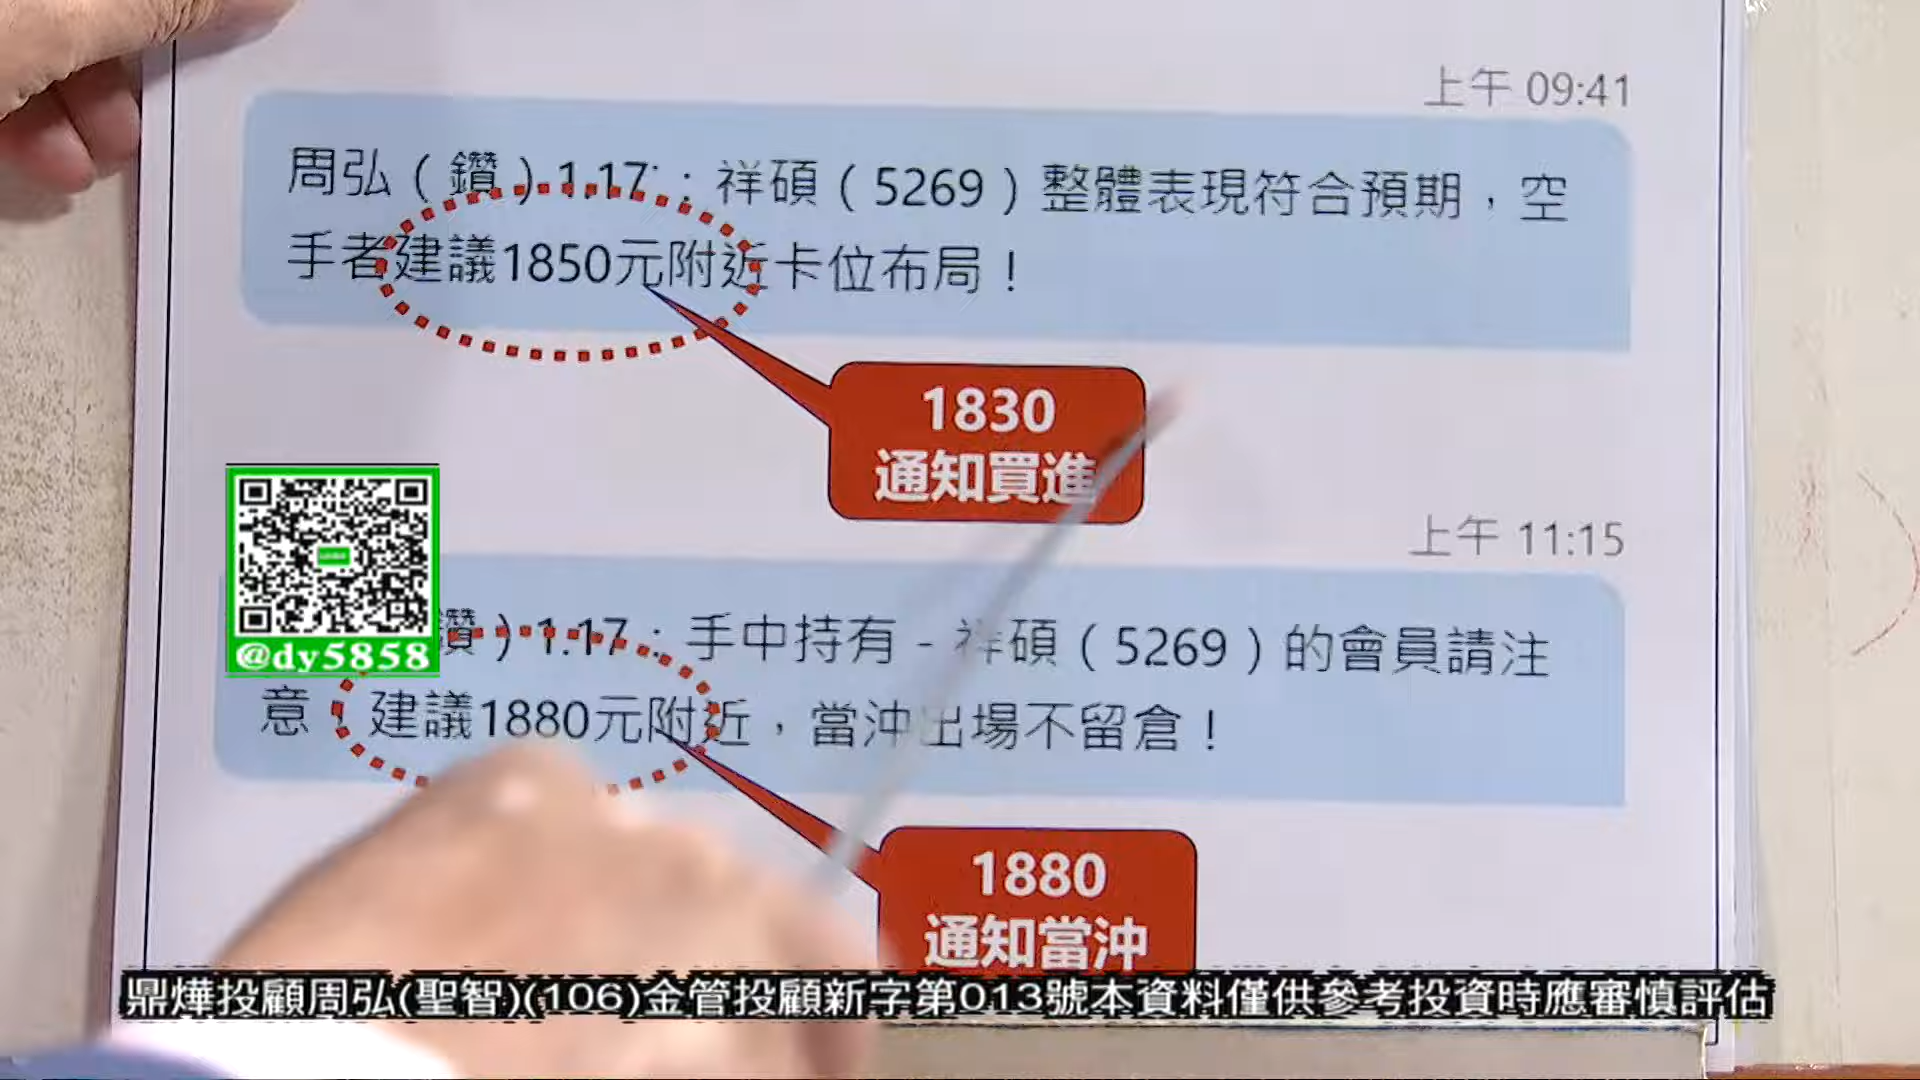 上午 09:41
周弘(鑽)1.17:祥碩(5269)整體表現符合預期,空
手者建議1850元附近卡位布局!
1830
通知買進
上午 11:15
鑽)1.17:手中持有-祥碩(5269)的會員請注
意,建議1880元附近,當沖出場不留倉!
1880
通知當沖
@dy5858
鼎燁投顧周弘(聖智)(106)金管投顧新字第013號本資料僅供參考投資時應審慎評估